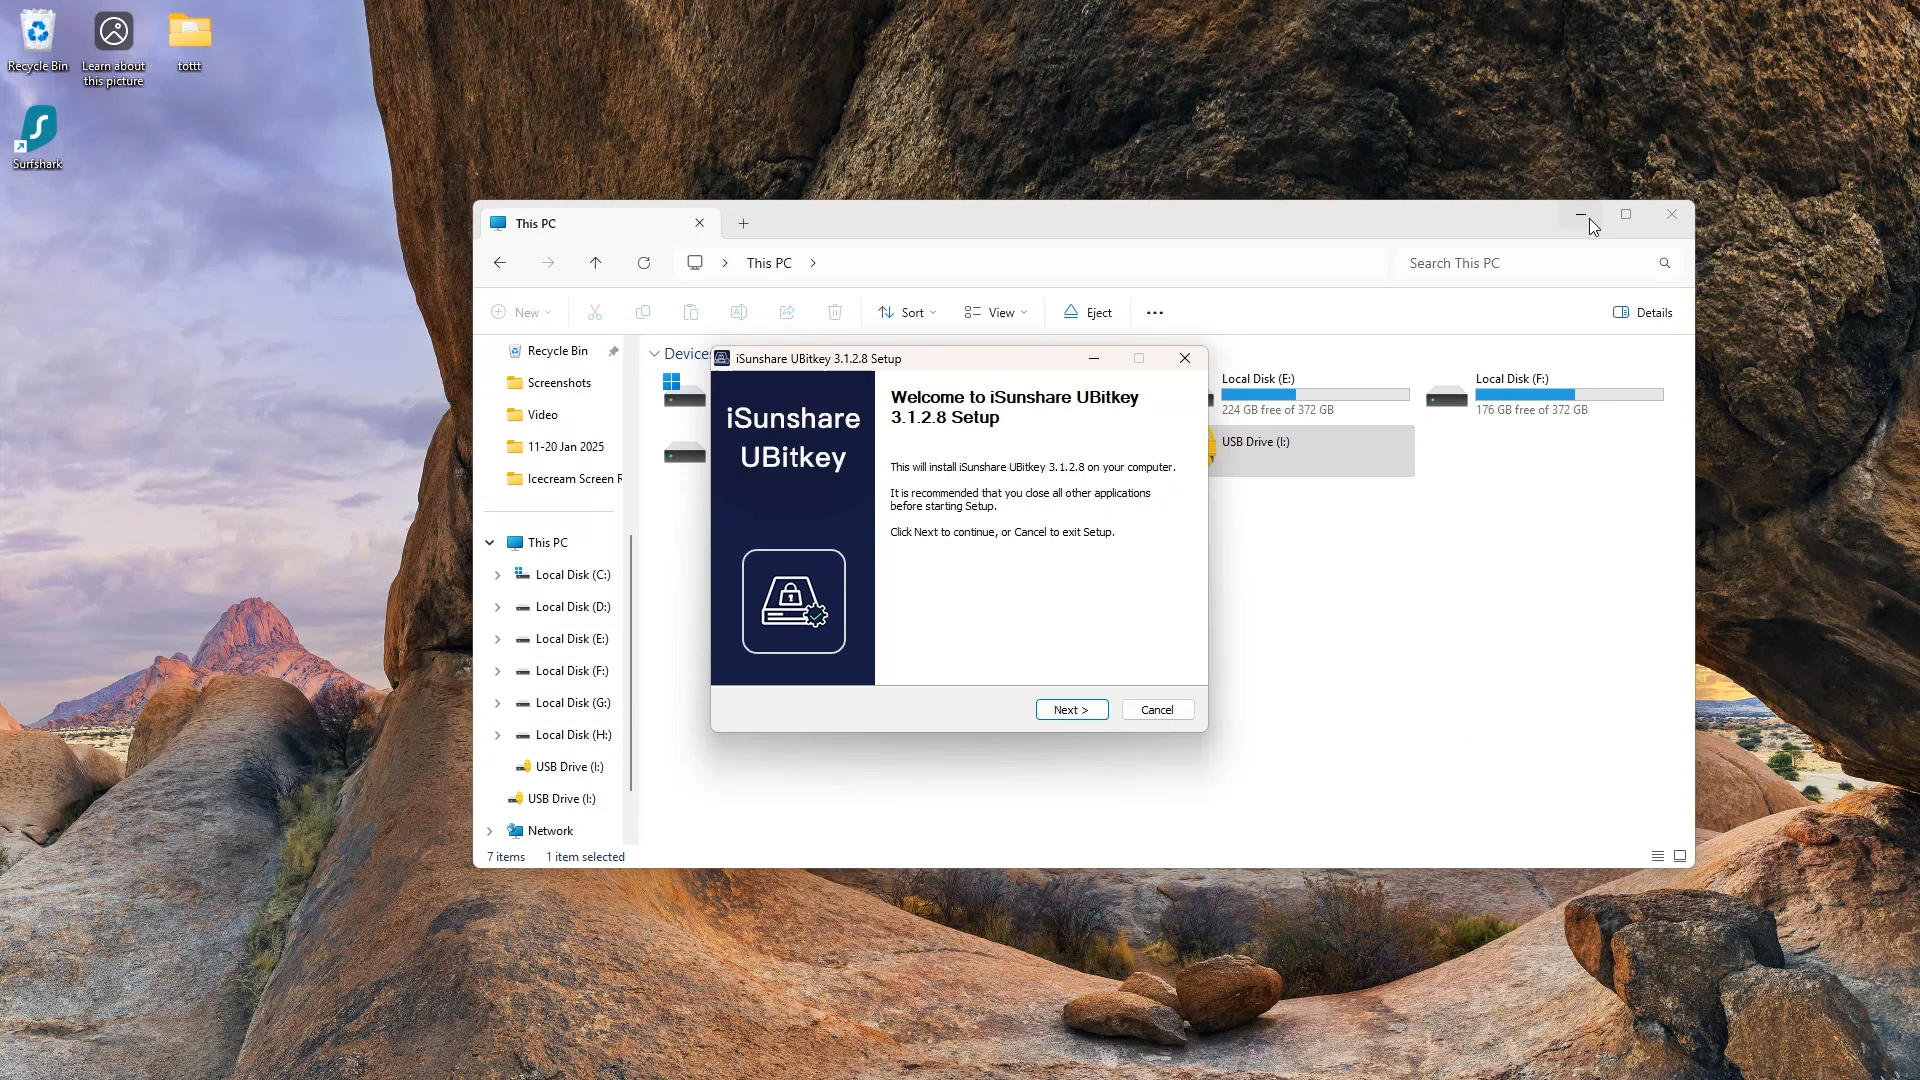 Recycle Bin
Learn about
this picture
tottt
Surfshark
This PC
This PC
Search This PC
New
Sort
View
Eject
Details
Recycle Bin
Screenshots
Video
11-20 Jan 2025
Icecream Screen R
This PC
Local Disk (C:)
Local Disk (D:)
Local Disk (E:)
Local Disk (F:)
Local Disk (G:)
Local Disk (H:)
USB Drive (I:)
USB Drive (I:)
Network
7 items
1 item selected
Devices
Local Disk (E:)
224 GB free of 372 GB
Local Disk (F:)
176 GB free of 372 GB
USB Drive (I:)
iSunshare UBitkey 3.1.2.8 Setup
iSunshare
UBitkey
Welcome to iSunshare UBitkey
3.1.2.8 Setup
This will install iSunshare UBitkey 3.1.2.8 on your computer.
It is recommended that you close all other applications
before starting Setup.
Click Next to continue, or Cancel to exit Setup.
Next >
Cancel